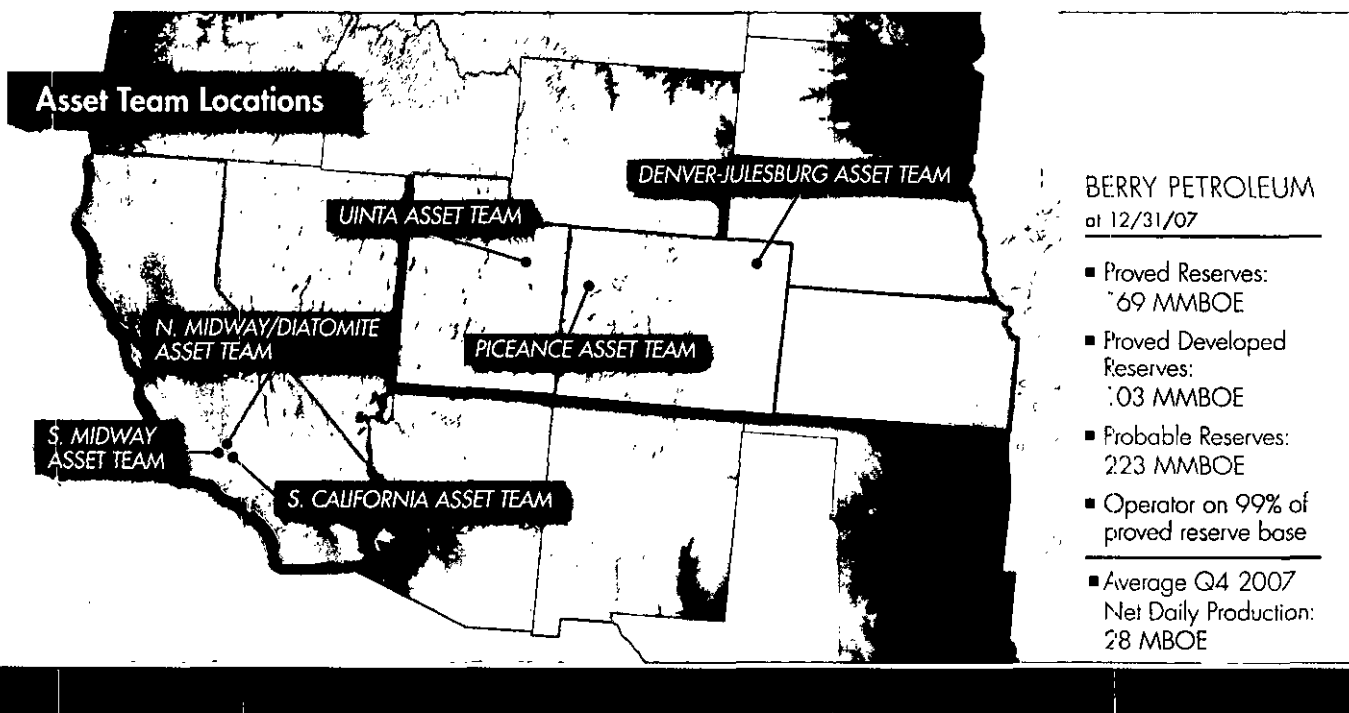 Asset Team Locations
DENVER-JULESBURG ASSET TEAM
UINTA ASSET TEAM
N. MIDWAY/DIATOMITE
ASSET TEAM
PICEANCE ASSET TEAM
S. MIDWAY
ASSET TEAM
S. CALIFORNIA ASSET TEAM
BERRY PETROLEUM
at 12/31/07
■ Proved Reserves:
69 MMBOE
■ Proved Developed
Reserves:
03 MMBOE
■ Probable Reserves:
223 MMBOE
■ Operator on 99% of
proved reserve base
■ Average Q4 2007
Net Daily Production:
28 MBOE